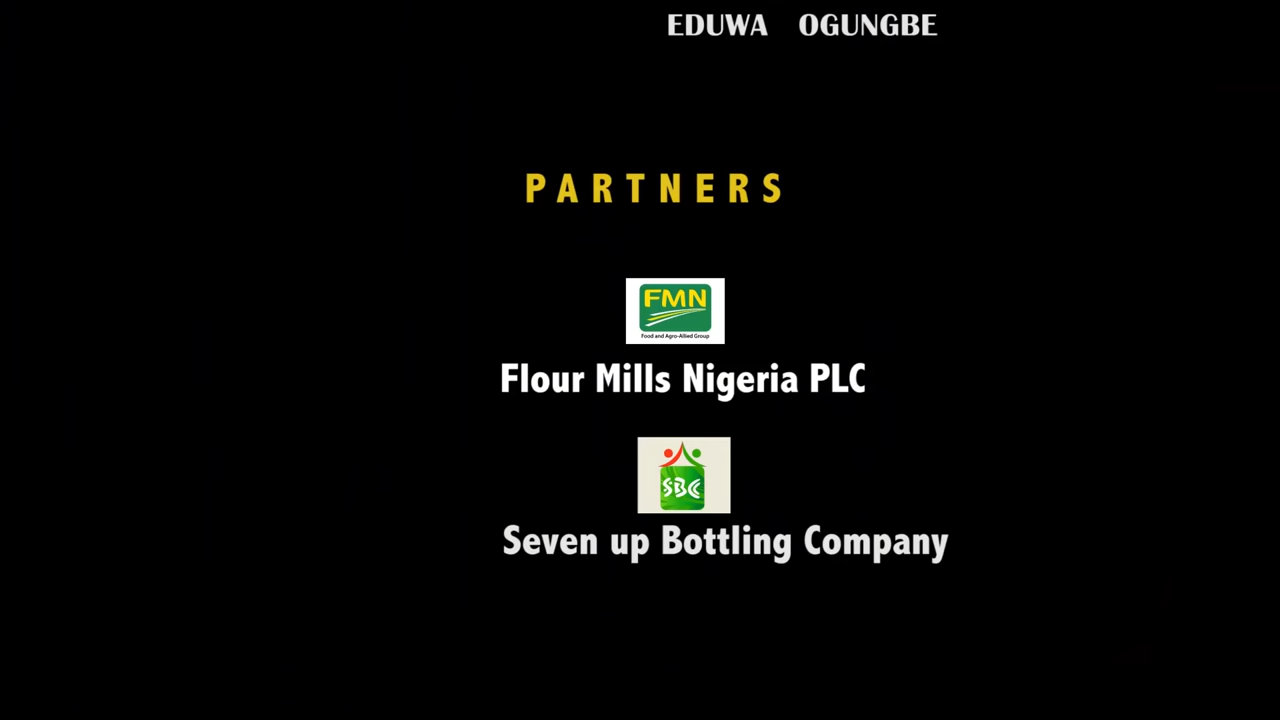 EDUWA OGUNGBE
PARTNERS
FMN
Food and Agro-Allied Group
Flour Mills Nigeria PLC
SBC
Seven up Bottling Company